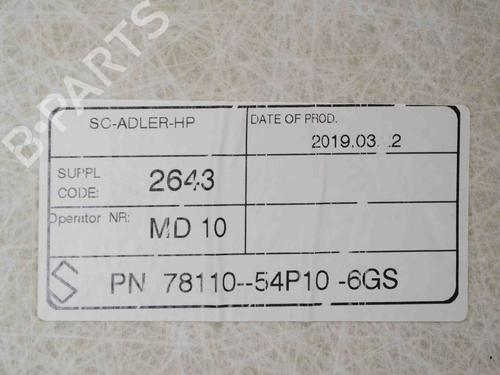 B-PARTS
SC-ADLER-HP
DATE OF PROD.
2019.03. .2
SUPPL
CODE:
2643
Operator NR:
MD 10
PN 78110--54P10 -6GS